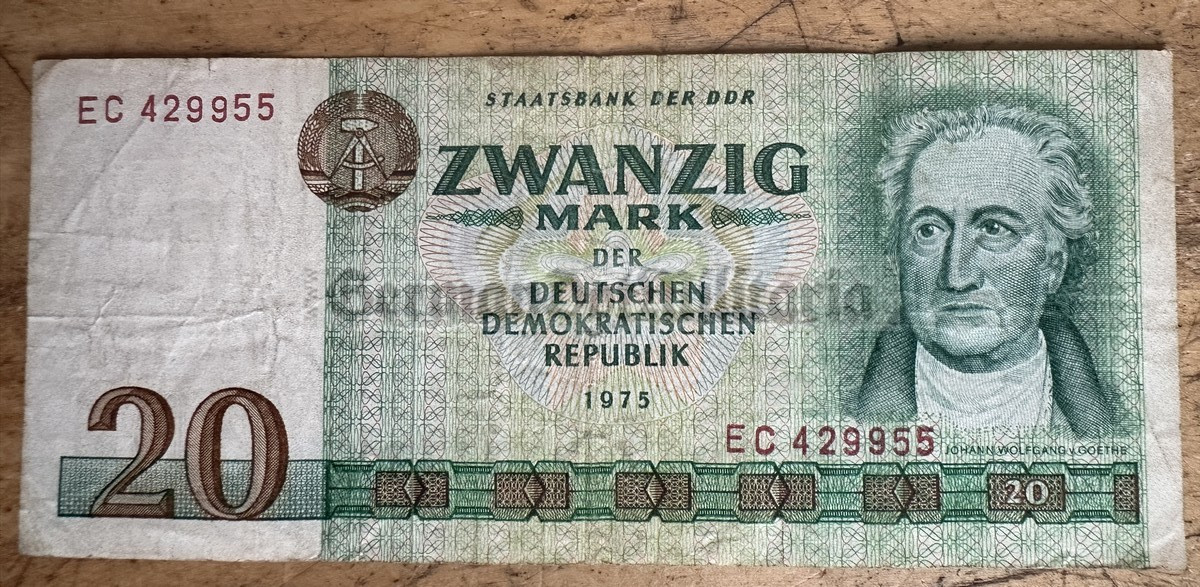 EC 429955
STAATSBANK DER DDR
ZWANZIG
MARK
DER
DEUTSCHEN
DEMOKRATISCHEN
REPUBLIK
1975
EC 429955
JOHANN WOLFGANG v. GOETHE
20
20